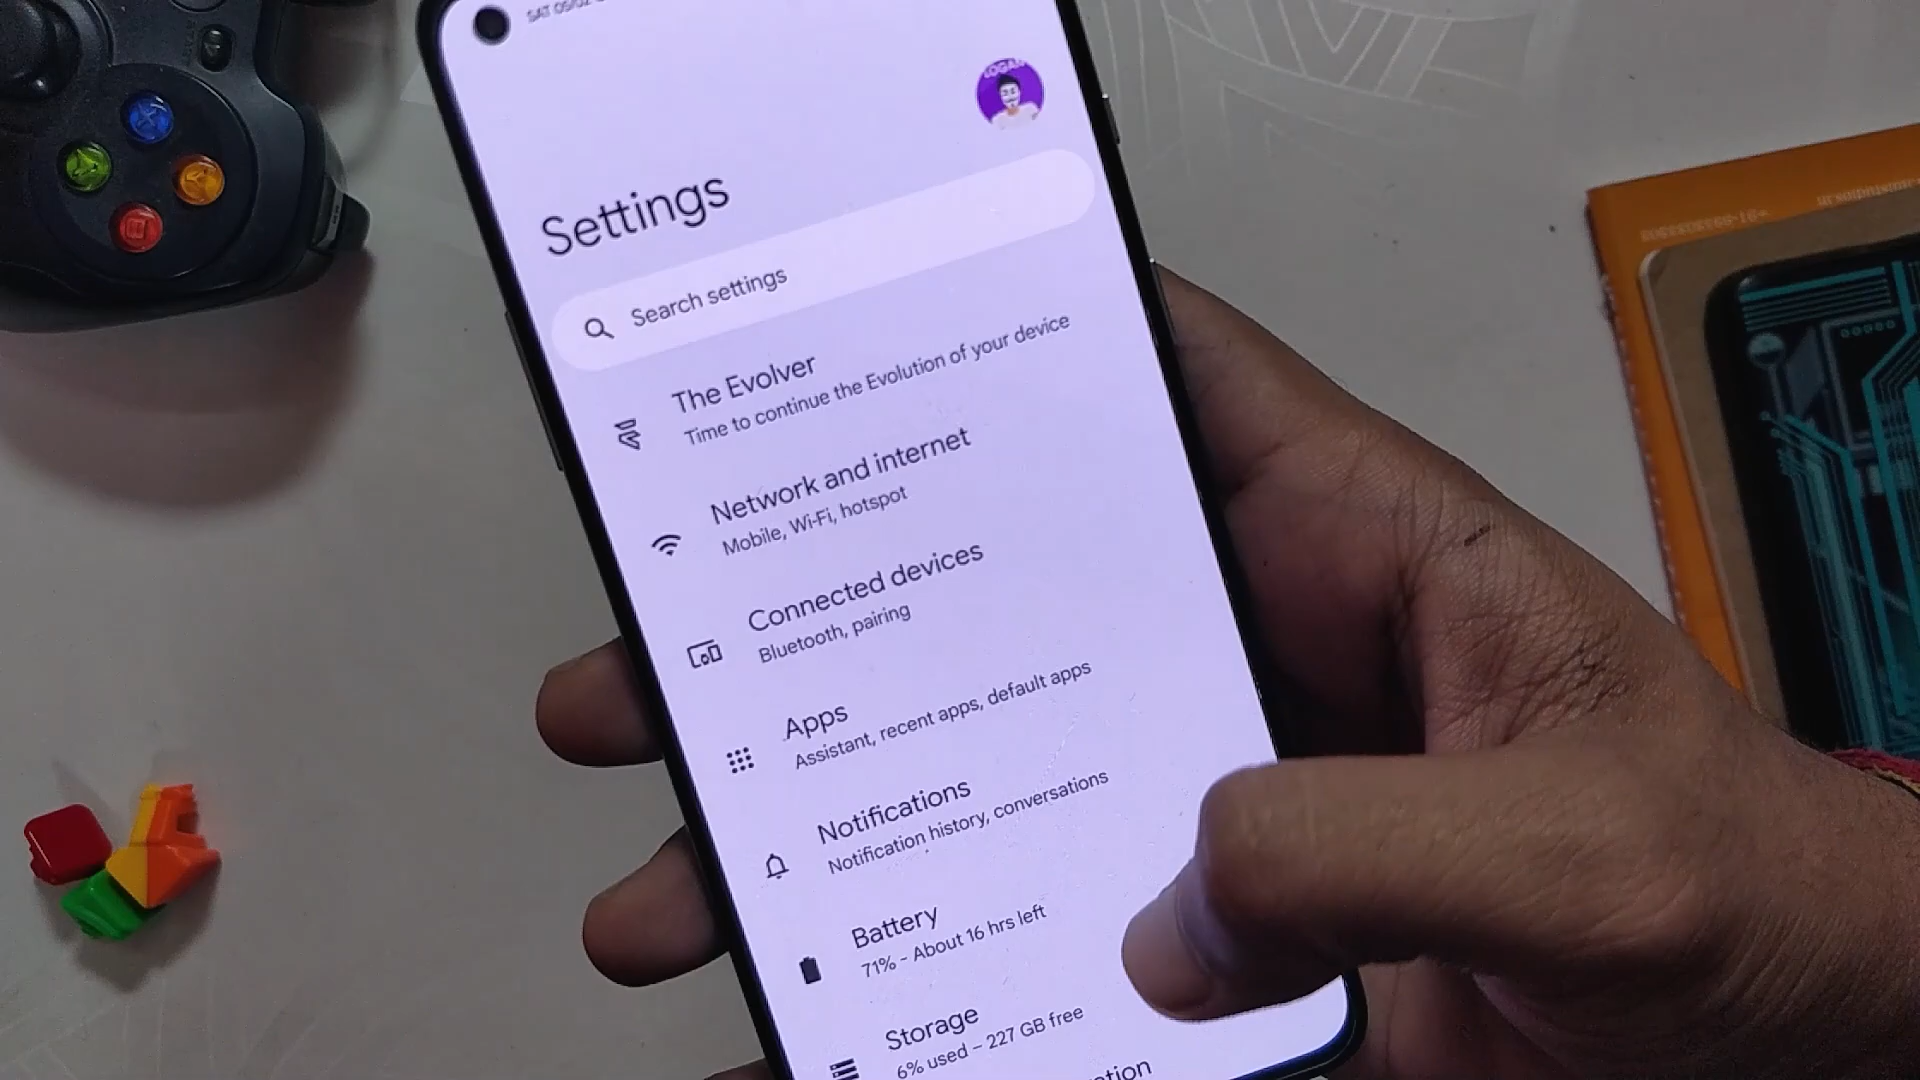 LOGAN
Settings
Search settings
The Evolver
Time to continue the Evolution of your device
Network and internet
Mobile, Wi-Fi, hotspot
Connected devices
Bluetooth, pairing
Apps
Assistant, recent apps, default apps
Notifications
Notification history, conversations
Battery
71% - About 16 hrs left
Storage
6% used - 227 GB free